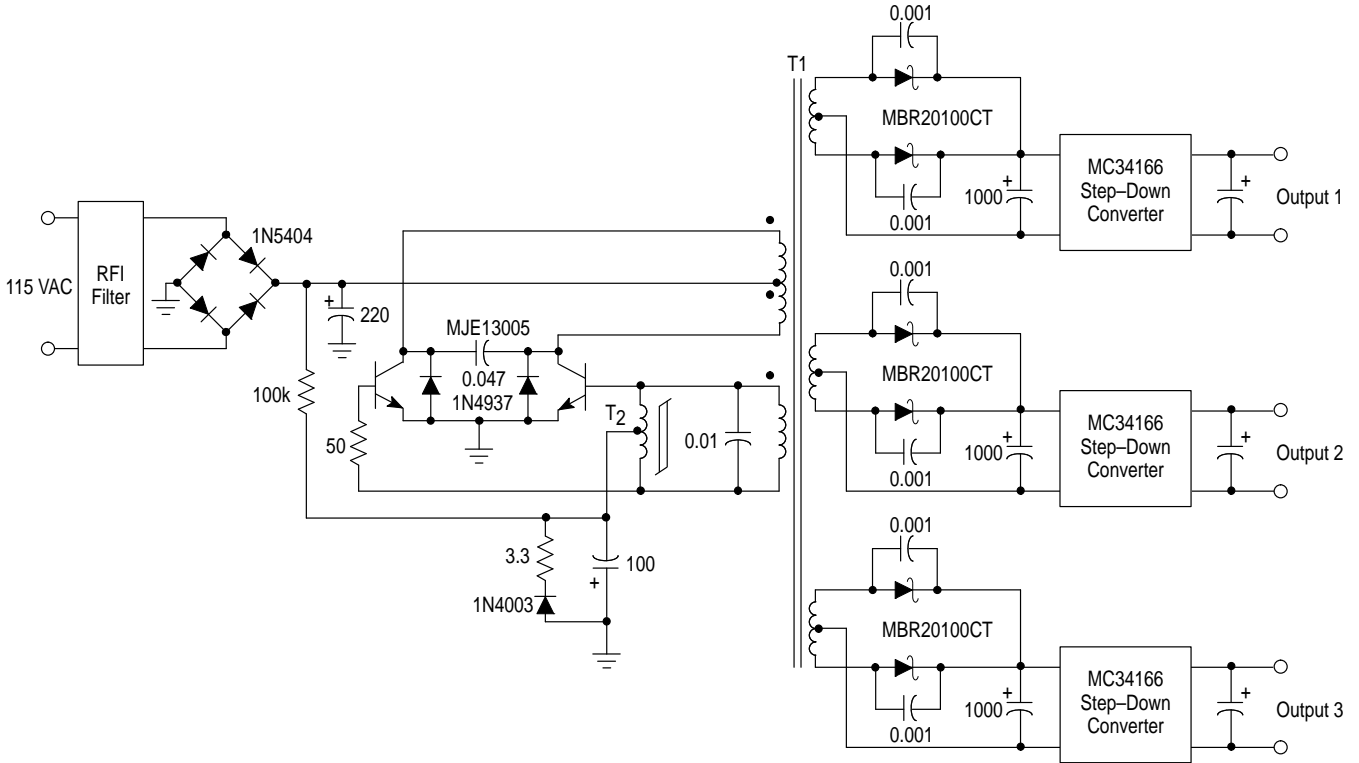 0.001
T1
MBR20100CT
0.001
1000
+
MC34166
Step–Down
Converter
+
Output 1
115 VAC
RFI
Filter
1N5404
+
220
100k
MJE13005
0.047
1N4937
50
T2
0.01
3.3
1N4003
100
+
0.001
MBR20100CT
0.001
1000
+
MC34166
Step–Down
Converter
+
Output 2
0.001
MBR20100CT
0.001
1000
+
MC34166
Step–Down
Converter
+
Output 3